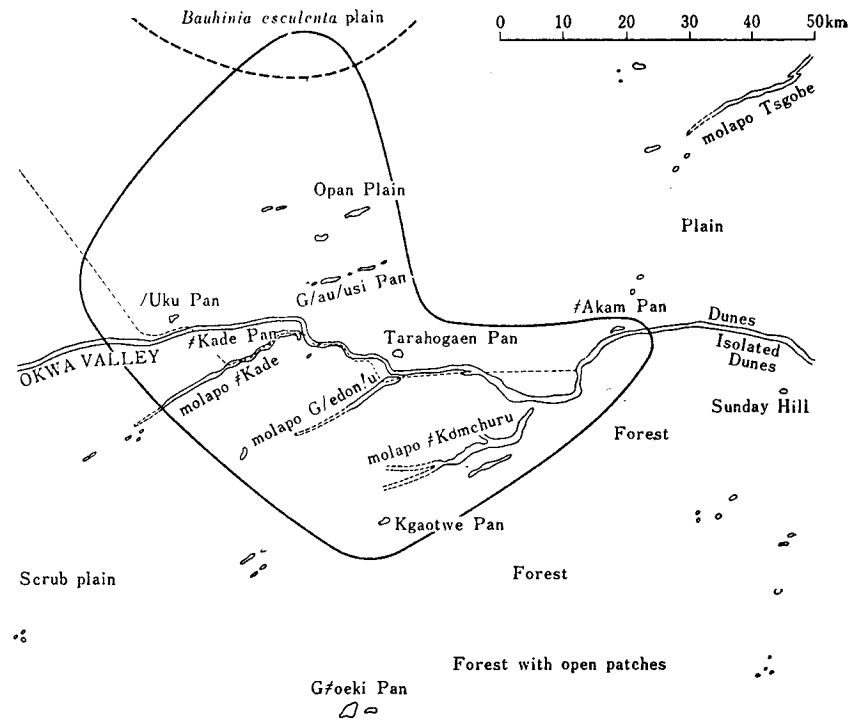 Bauhinia esculenta plain
0 10 20 30 40 50km
molapo Tsgobe
Opan Plain
Plain
G/au/usi Pan
/Uku Pan
≠Akam Pan
Dunes
≠Kade Pan
Tarahogaen Pan
Isolated
Dunes
OKWA VALLEY
molapo ≠Kade
Sunday Hill
molapo G/edon!u
Forest
molapo ≠Komchuru
Kgaotwe Pan
Scrub plain
Forest
Forest with open patches
G≠oeki Pan